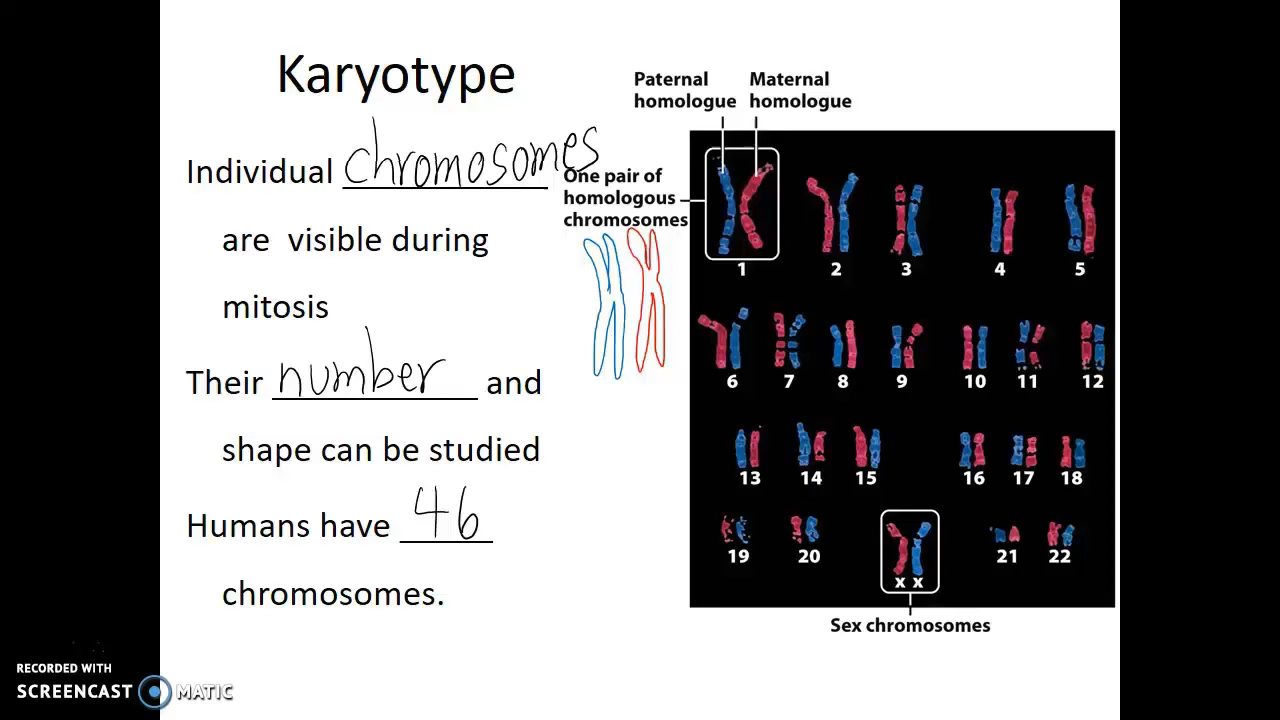 Karyotype
Individual chromosomes
are visible during
mitosis
Their number and
shape can be studied
Humans have 46
chromosomes.
Paternal
homologue
Maternal
homologue
One pair of
homologous
chromosomes
1 2 3 4 5
6 7 8 9 10 11 12
13 14 15 16 17 18
19 20 x x 21 22
Sex chromosomes
RECORDED WITH
SCREENCAST MATIC